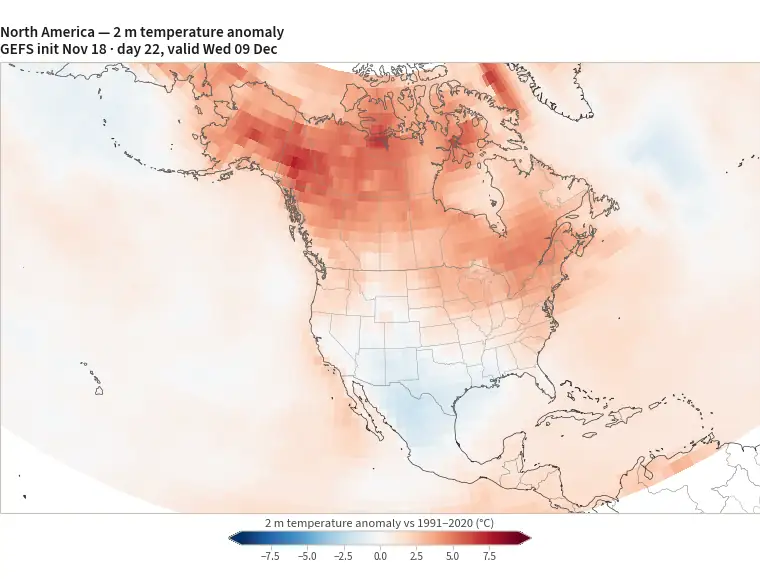 North America — 2 m temperature anomaly
GEFS init Nov 18 · day 22, valid Wed 09 Dec
2 m temperature anomaly vs 1991–2020 (°C)
−7.5 −5.0 −2.5 0.0 2.5 5.0 7.5